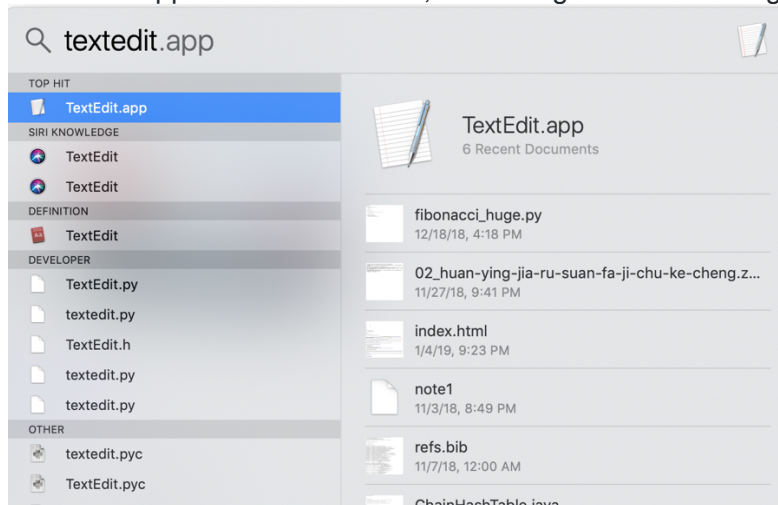 textedit.app
TOP HIT
TextEdit.app
SIRI KNOWLEDGE
TextEdit
TextEdit
DEFINITION
TextEdit
DEVELOPER
TextEdit.py
textedit.py
TextEdit.h
textedit.py
textedit.py
OTHER
textedit.pyc
TextEdit.pyc
TextEdit.app
6 Recent Documents
fibonacci_huge.py
12/18/18, 4:18 PM
02_huan-ying-jia-ru-suan-fa-ji-chu-ke-cheng.z...
11/27/18, 9:41 PM
index.html
1/4/19, 9:23 PM
note1
11/3/18, 8:49 PM
refs.bib
11/7/18, 12:00 AM
ChainHashTable.java